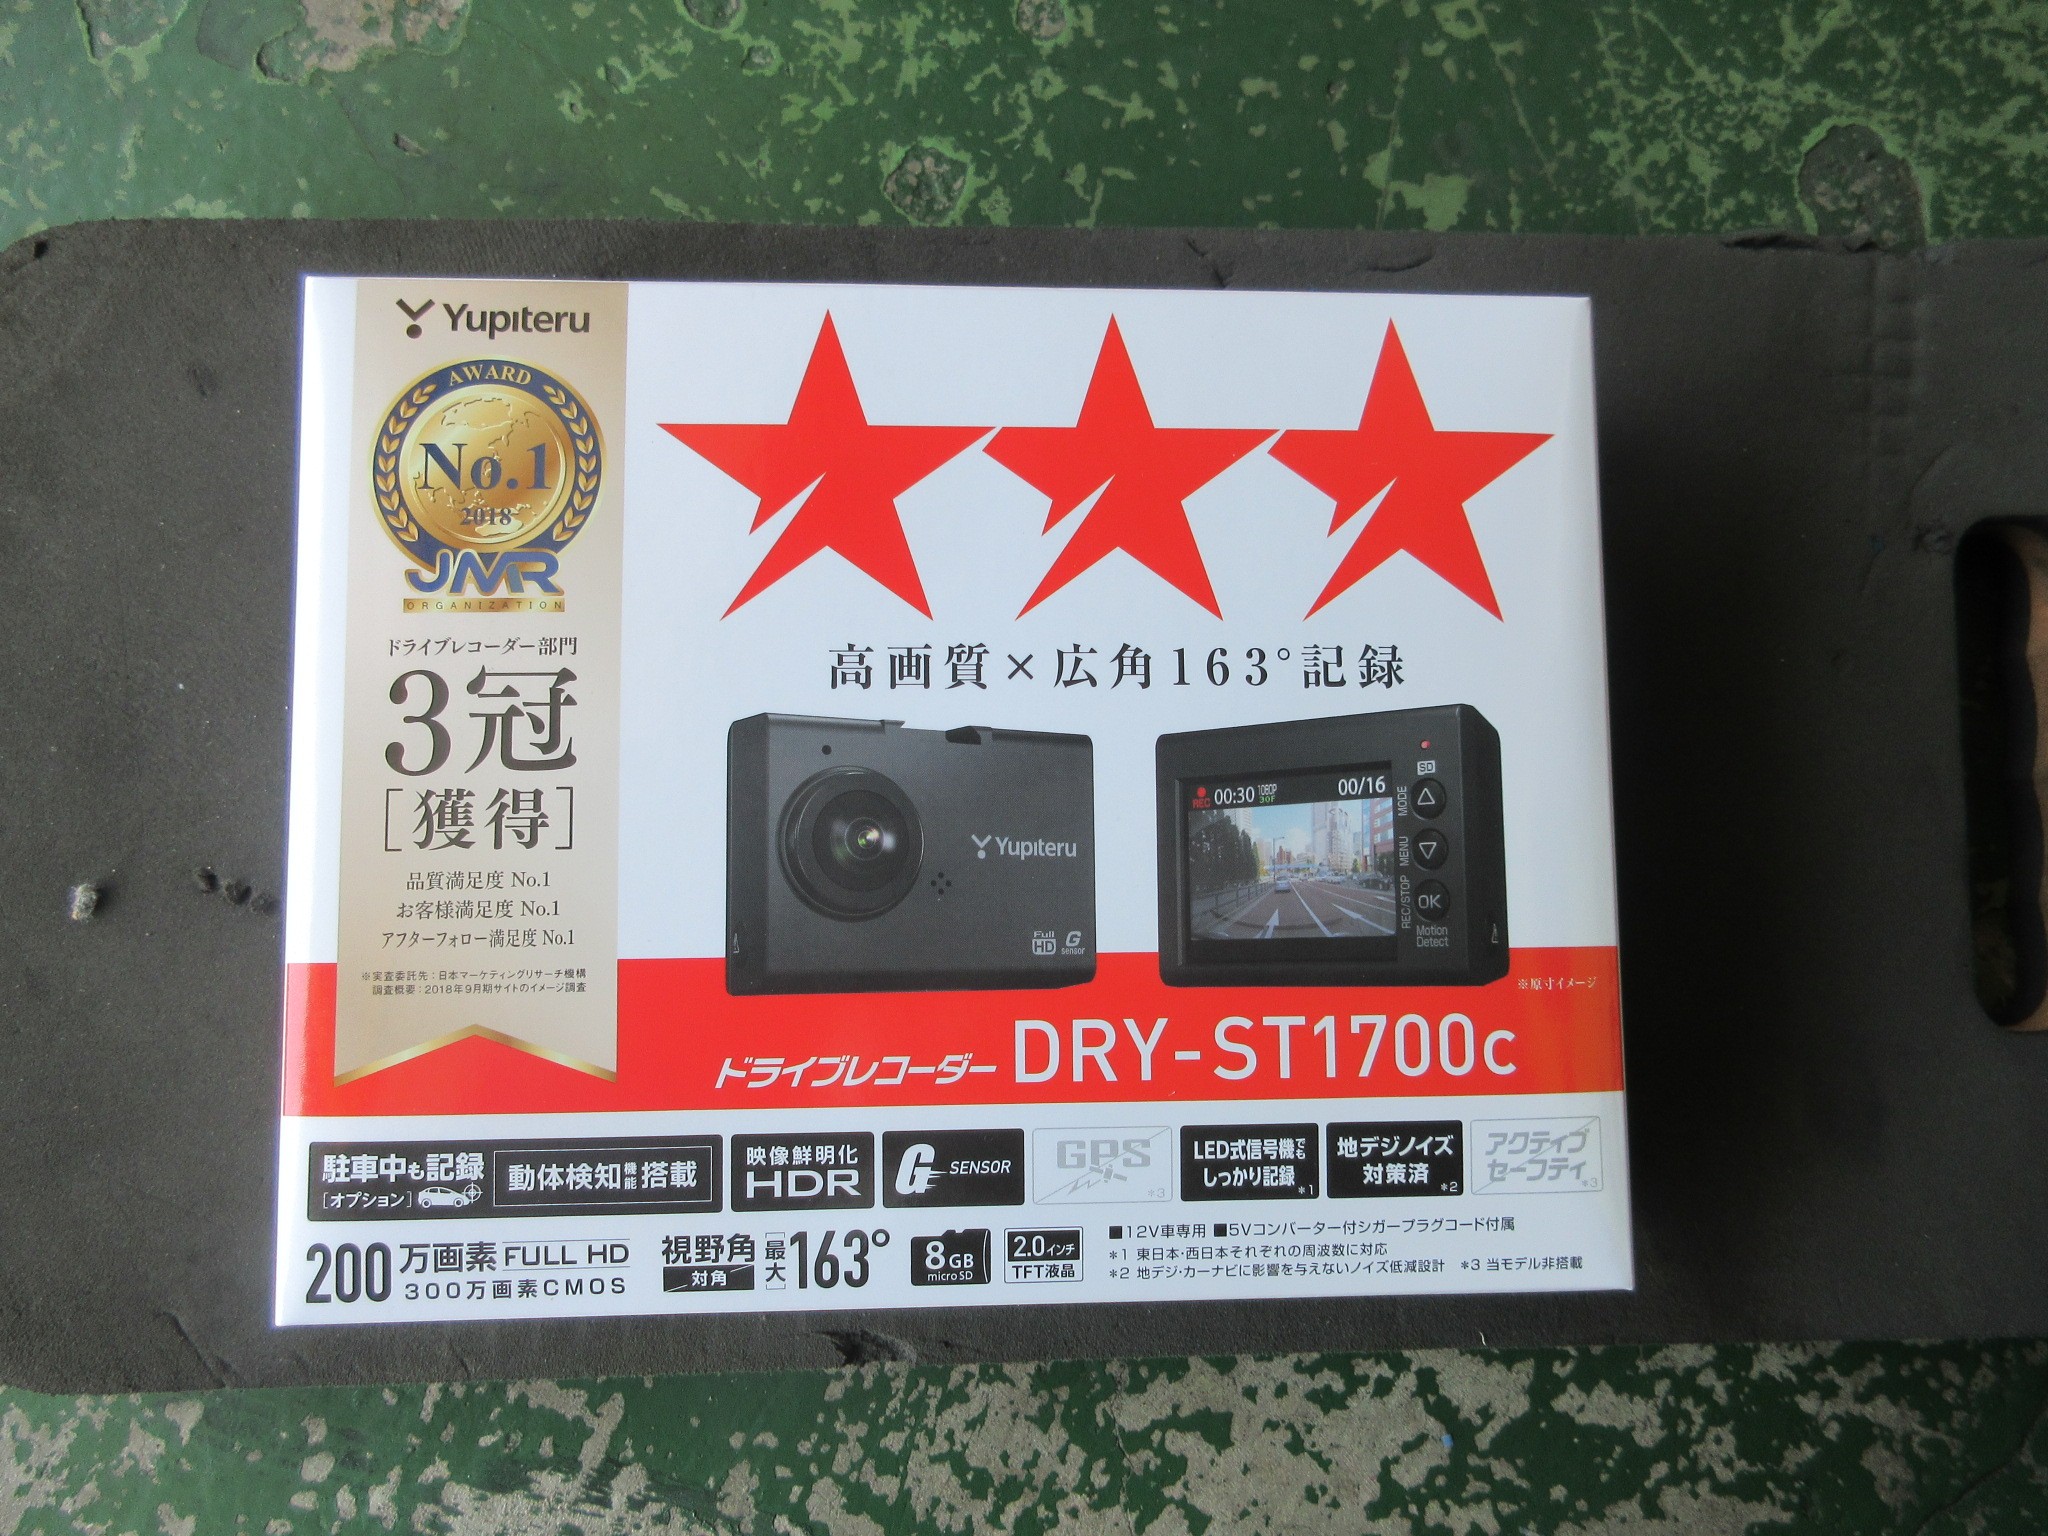 Yupiteru
AWARD
No.1
2018
JMR
ORGANIZATION
ドライブレコーダー部門
3冠
[獲得]
品質満足度 No.1
お客様満足度 No.1
アフターフォロー満足度 No.1
※実査委託先：日本マーケティングリサーチ機構
調査概要：2018年9月期サイトのイメージ調査
高画質×広角163°記録
Yupiteru
Full
HD
G
sensor
REC 00:30 1080P 30F 00/16
SD
MODE
MENU
REC/STOP
OK
Motion
Detect
※原寸イメージ
ドライブレコーダー DRY-ST1700c
駐車中も記録
[オプション]
動体検知機能搭載
映像鮮明化
HDR
G SENSOR
GPS
*3
LED式信号機でも
しっかり記録 *1
地デジノイズ
対策済 *2
アクティブ
セーフティ *3
200万画素 FULL HD
300万画素CMOS
視野角
対角
[最大] 163°
8GB
micro SD
2.0インチ
TFT液晶
■12V車専用 ■5Vコンバーター付シガープラグコード付属
*1 東日本・西日本それぞれの周波数に対応
*2 地デジ・カーナビに影響を与えないノイズ低減設計 *3 当モデル非搭載